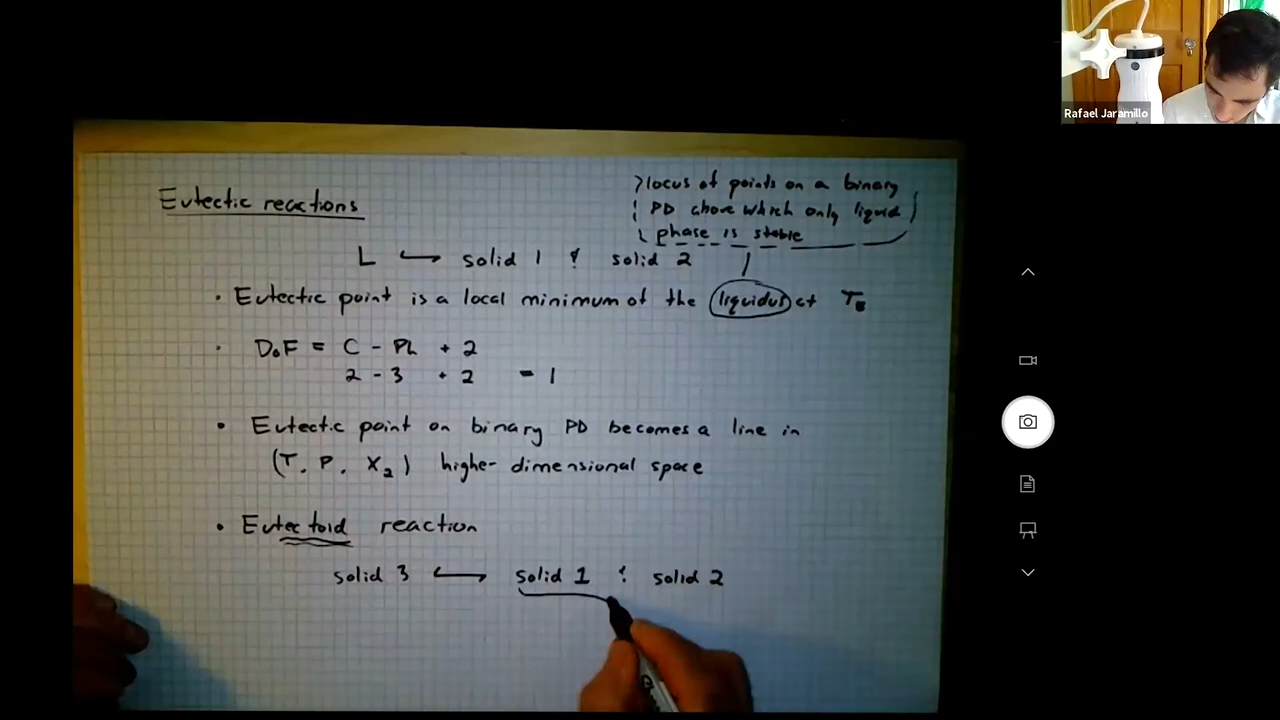 Rafael Jaramillo
Eutectic reactions
locus of points on a binary
PD above which only liquid
phase is stable
L ⟷ solid 1 & solid 2
• Eutectic point is a local minimum of the liquidus at T_E
• DoF = C - Ph + 2
2 - 3 + 2 = 1
• Eutectic point on binary PD becomes a line in
(T, P, X₂) higher-dimensional space
• Eutectoid reaction
solid 3 ⟷ solid 1 & solid 2